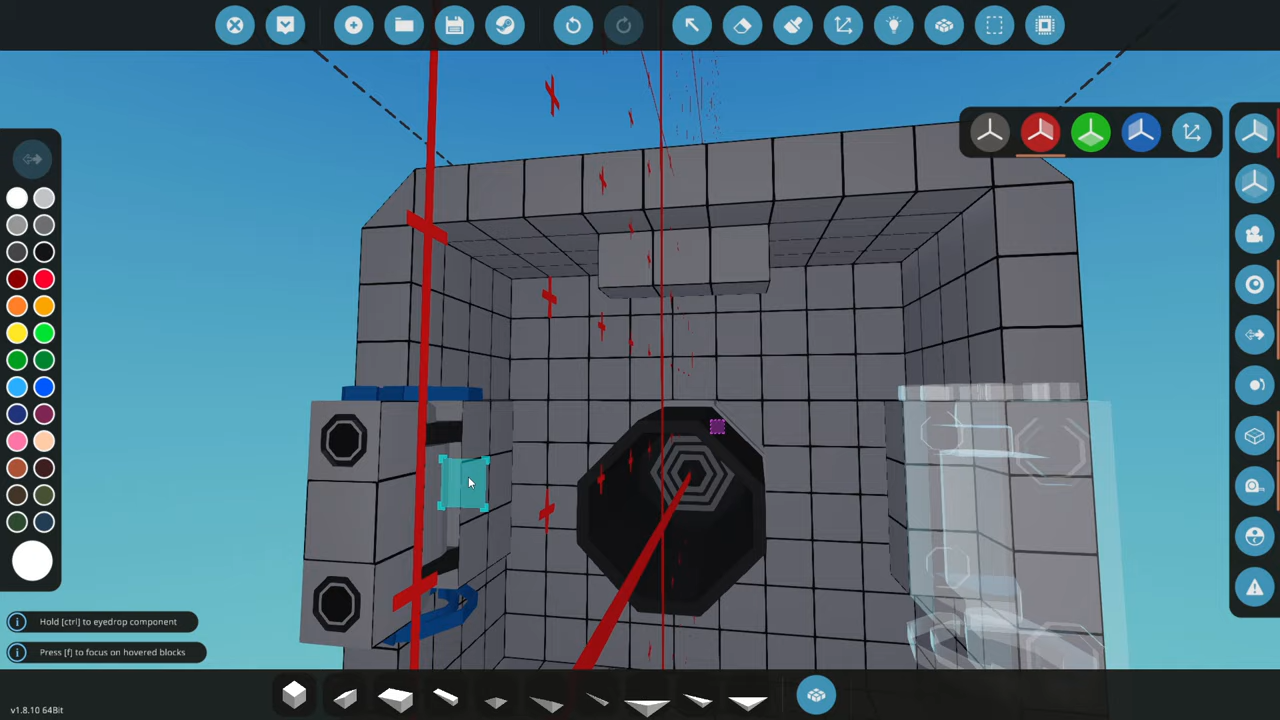 Hold [ctrl] to eyedrop component
Press [f] to focus on hovered blocks
v1.8.10 64Bit